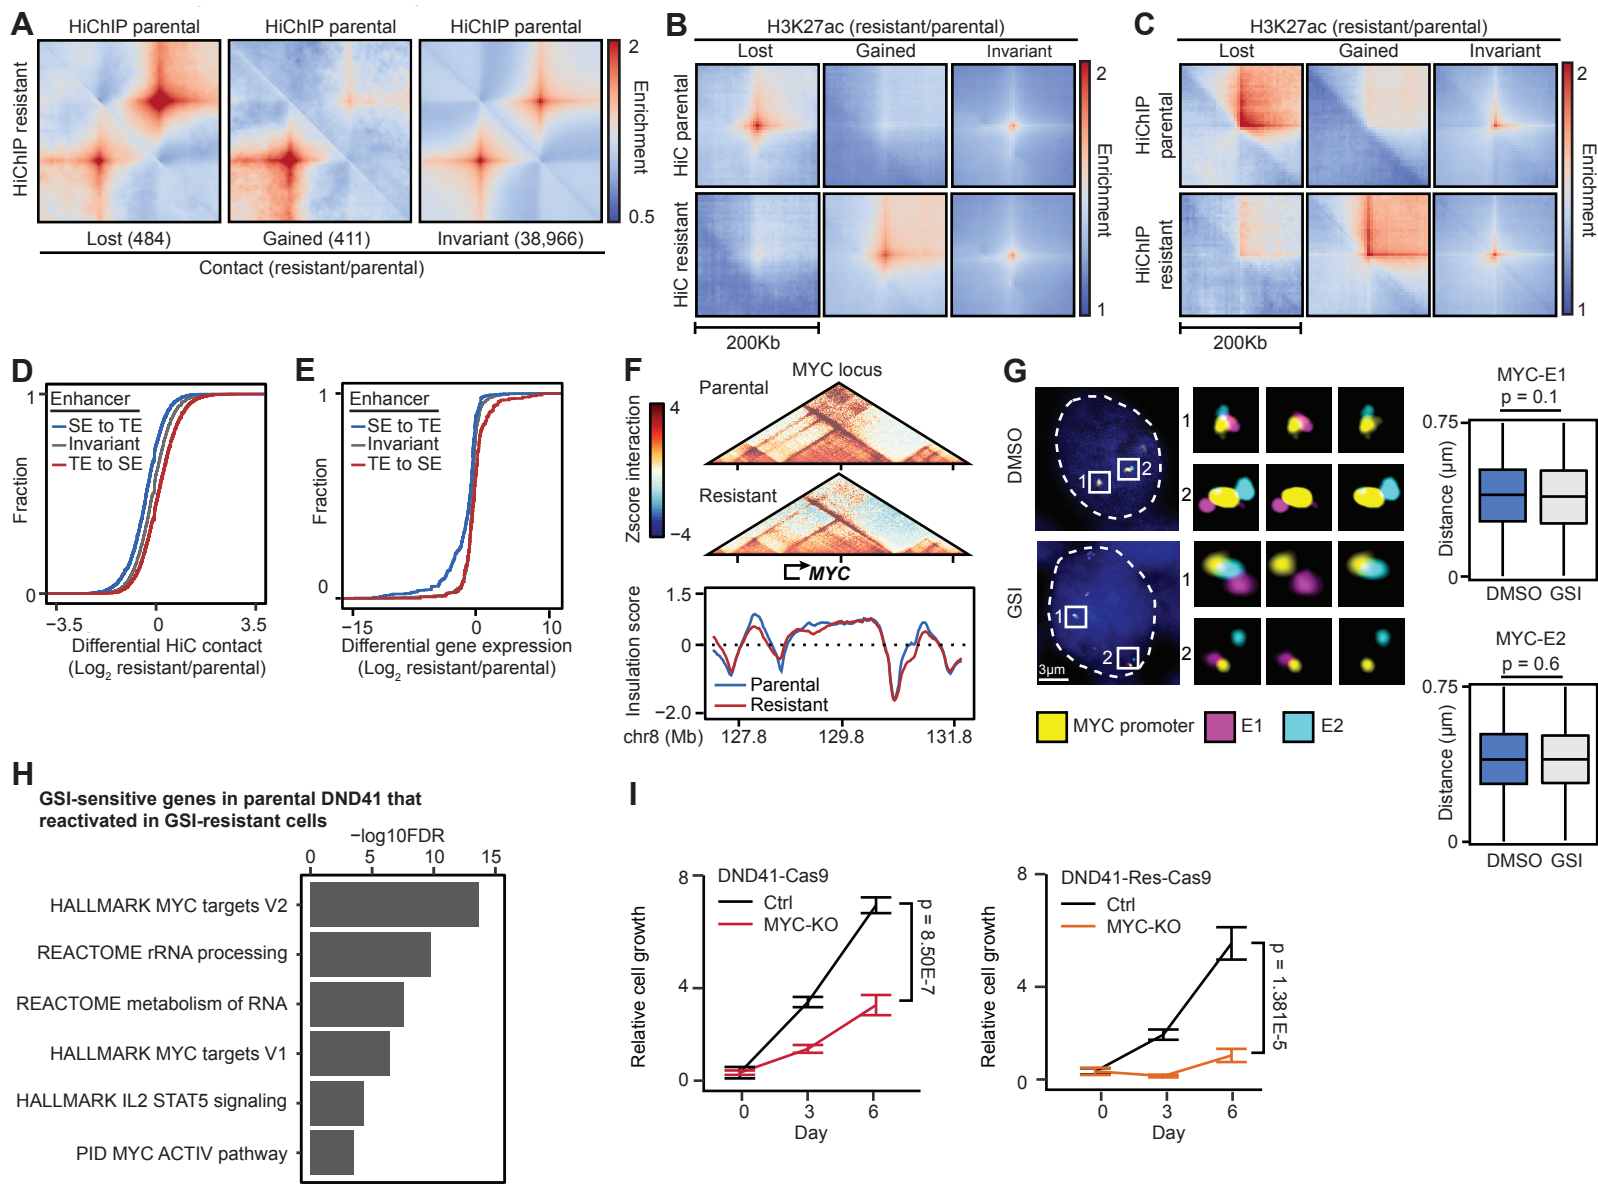 A
HiChIP parental
HiChIP parental
HiChIP parental
HiChIP resistant
2
Enrichment
0.5
Lost (484)
Gained (411)
Invariant (38,966)
Contact (resistant/parental)
B
H3K27ac (resistant/parental)
Lost
Gained
Invariant
HiC parental
HiC resistant
2
Enrichment
1
200Kb
C
H3K27ac (resistant/parental)
Lost
Gained
Invariant
HiChIP
parental
HiChIP
resistant
2
Enrichment
1
200Kb
D
1
Enhancer
SE to TE
Invariant
TE to SE
Fraction
0
−3.5
0
3.5
Differential HiC contact
(Log2 resistant/parental)
E
1
Enhancer
SE to TE
Invariant
TE to SE
Fraction
0
−15
0
10
Differential gene expression
(Log2 resistant/parental)
F
MYC locus
Parental
4
Zscore interaction
−4
Resistant
MYC
1.5
Insulation score
0
−2.0
Parental
Resistant
chr8 (Mb)
127.8
129.8
131.8
G
DMSO
1
2
1
2
GSI
1
2
3µm
1
2
MYC promoter
E1
E2
MYC-E1
p = 0.1
0.75
Distance (µm)
0
DMSO
GSI
MYC-E2
p = 0.6
0.75
Distance (µm)
0
DMSO
GSI
H
GSI-sensitive genes in parental DND41 that
reactivated in GSI-resistant cells
−log10FDR
0
5
10
15
HALLMARK MYC targets V2
REACTOME rRNA processing
REACTOME metabolism of RNA
HALLMARK MYC targets V1
HALLMARK IL2 STAT5 signaling
PID MYC ACTIV pathway
I
8
DND41-Cas9
Ctrl
MYC-KO
Relative cell growth
4
0
p = 8.50E-7
0
3
6
Day
8
DND41-Res-Cas9
Ctrl
MYC-KO
Relative cell growth
4
0
p = 1.381E-5
0
3
6
Day